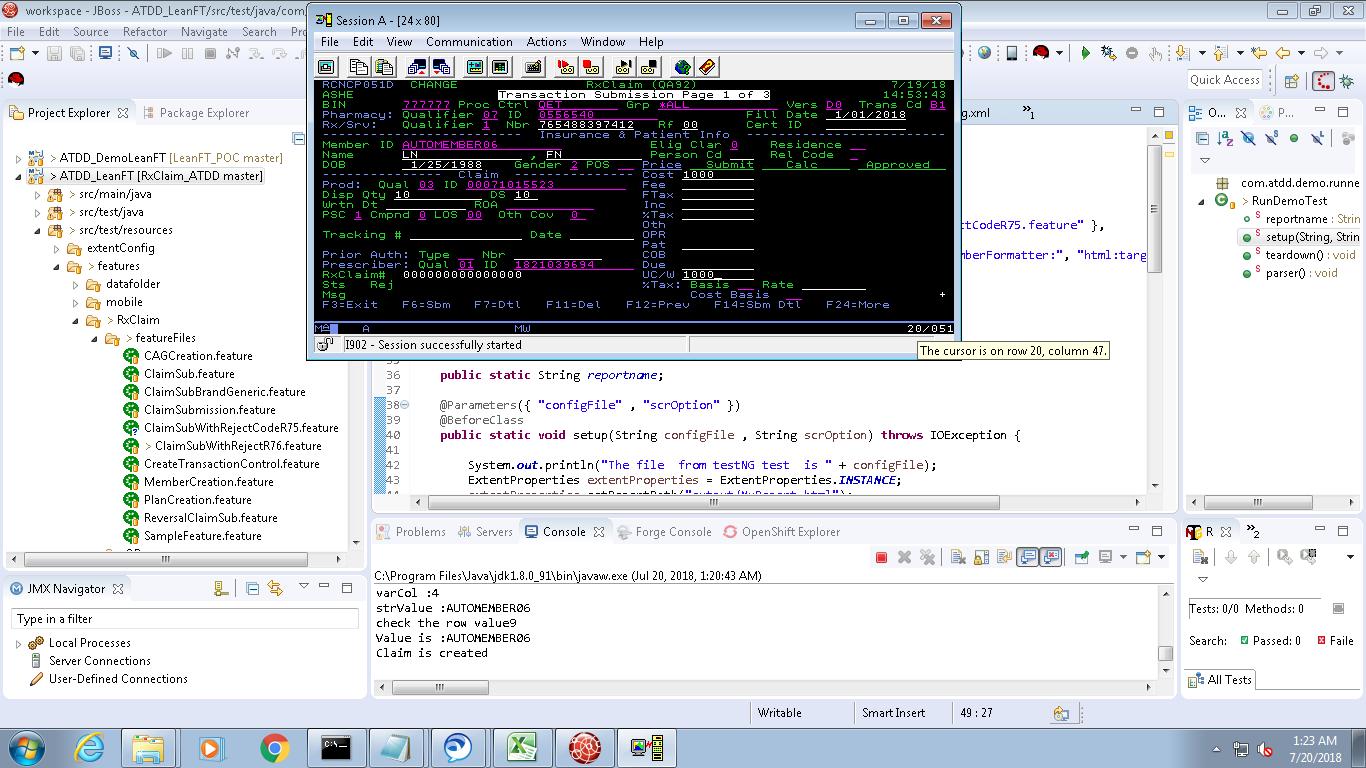 workspace - JBoss - ATDD_LeanFT/src/test/java/com
File Edit Source Refactor Navigate Search
Quick Access
Project Explorer
Package Explorer
> ATDD_DemoLeanFT [LeanFT_POC master]
> ATDD_LeanFT [RxClaim_ATDD master]
> src/main/java
> src/test/java
> src/test/resources
extentConfig
> features
datafolder
mobile
> RxClaim
> featureFiles
CAGCreation.feature
ClaimSub.feature
ClaimSubBrandGeneric.feature
ClaimSubmission.feature
ClaimSubWithRejectCodeR75.feature
> ClaimSubWithRejectR76.feature
CreateTransactionControl.feature
MemberCreation.feature
PlanCreation.feature
ReversalClaimSub.feature
SampleFeature.feature
JMX Navigator
Type in a filter
Local Processes
Server Connections
User-Defined Connections
Session A - [24 x 80]
File Edit View Communication Actions Window Help
RCNCP051D CHANGE RxClaim (QA92) 7/19/18
ASHE Transaction Submission Page 1 of 3 14:53:43
BIN 777777 Proc Ctrl QET Grp *ALL Vers D0 Trans Cd B1
Pharmacy: Qualifier 07 ID 0556540 Fill Date 1/01/2018
Rx/Srv: Qualifier 1 Nbr 765488397412 Rf 00 Cert ID
Insurance & Patient Info
Member ID AUTOMEMBER06 Elig Clar 0 Residence
Name LN , FN Person Cd Rel Code
DOB 1/25/1988 Gender 2 POS Price Submit Calc Approved
Claim Cost 1000
Prod: Qual 03 ID 00071015523 Fee
Disp Qty 10 DS 10 FTax
Wrtn Dt ROA Inc
PSC 1 Cmpnd 0 LOS 00 Oth Cov 0 %Tax
Oth
Tracking # Date OPR
Pat
Prior Auth: Type Nbr COB
Prescriber: Qual 01 ID 1821039694 Due
RxClaim# 000000000000000 UC/W 1000
Sts Rej %Tax: Basis Rate
Msg Cost Basis +
F3=Exit F6=Sbm F7=Dtl F11=Del F12=Prev F14=Sbm Dtl F24=More
MA A MW 20/051
I902 - Session successfully started
The cursor is on row 20, column 47.
g.xml
ctCodeR75.feature" },
mberFormatter:", "html:targ
36 public static String reportname;
37
38 @Parameters({ "configFile" , "scrOption" })
39 @BeforeClass
40 public static void setup(String configFile , String scrOption) throws IOException {
41
42 System.out.println("The file from testNG test is " + configFile);
43 ExtentProperties extentProperties = ExtentProperties.INSTANCE;
Problems Servers Console Forge Console OpenShift Explorer
C:\Program Files\Java\jdk1.8.0_91\bin\javaw.exe (Jul 20, 2018, 1:20:43 AM)
varCol :4
strValue :AUTOMEMBER06
check the row value9
Value is :AUTOMEMBER06
Claim is created
O...
P...
com.atdd.demo.runne
> RunDemoTest
reportname : Strin
setup(String, Strin
teardown() : void
parser() : void
R
Tests: 0/0 Methods: 0
Search: Passed: 0 Faile
All Tests
Writable Smart Insert 49 : 27
1:23 AM
7/20/2018